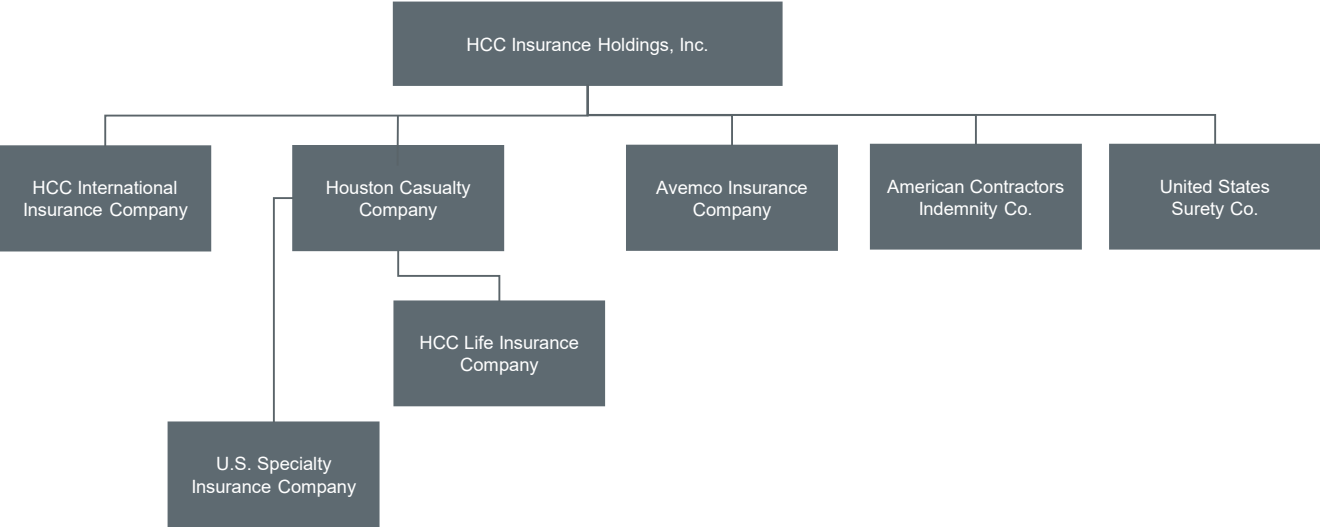 HCC Insurance Holdings, Inc.
HCC International
Insurance Company
Houston Casualty
Company
Avemco Insurance
Company
American Contractors
Indemnity Co.
United States
Surety Co.
HCC Life Insurance
Company
U.S. Specialty
Insurance Company